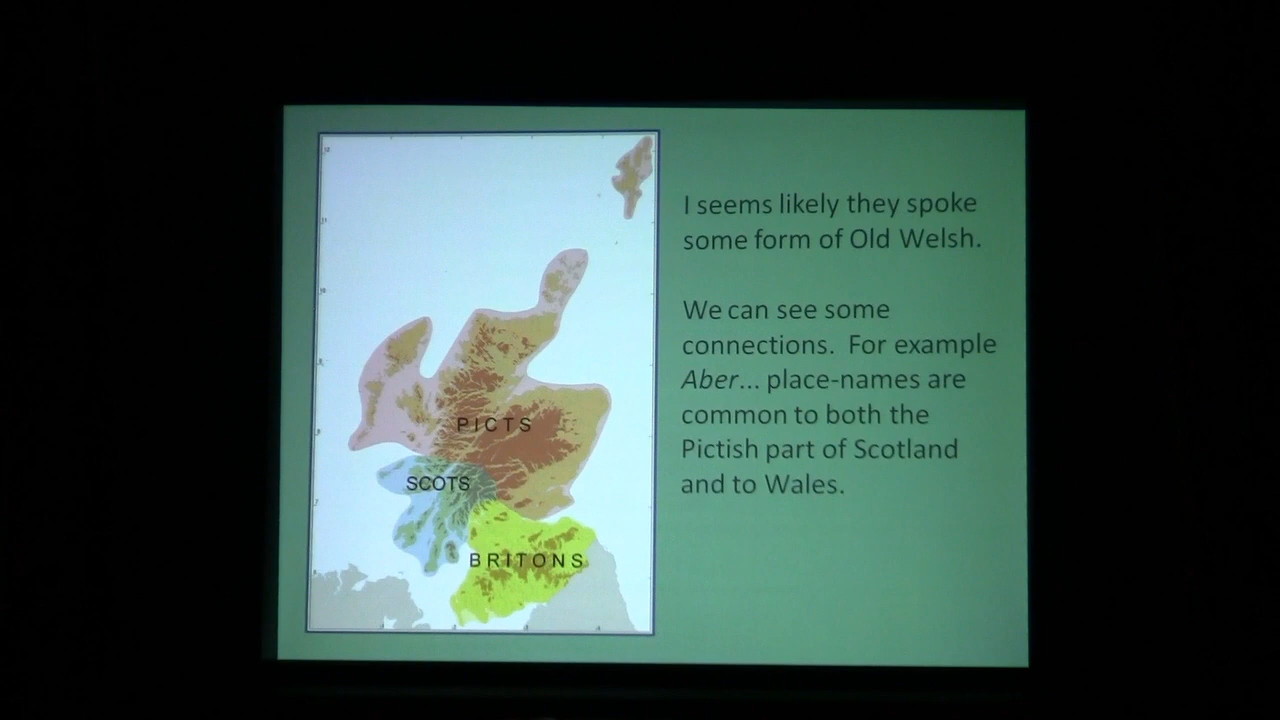 I seems likely they spoke
some form of Old Welsh.
We can see some
connections. For example
Aber... place-names are
common to both the
Pictish part of Scotland
and to Wales.
PICTS
SCOTS
BRITONS